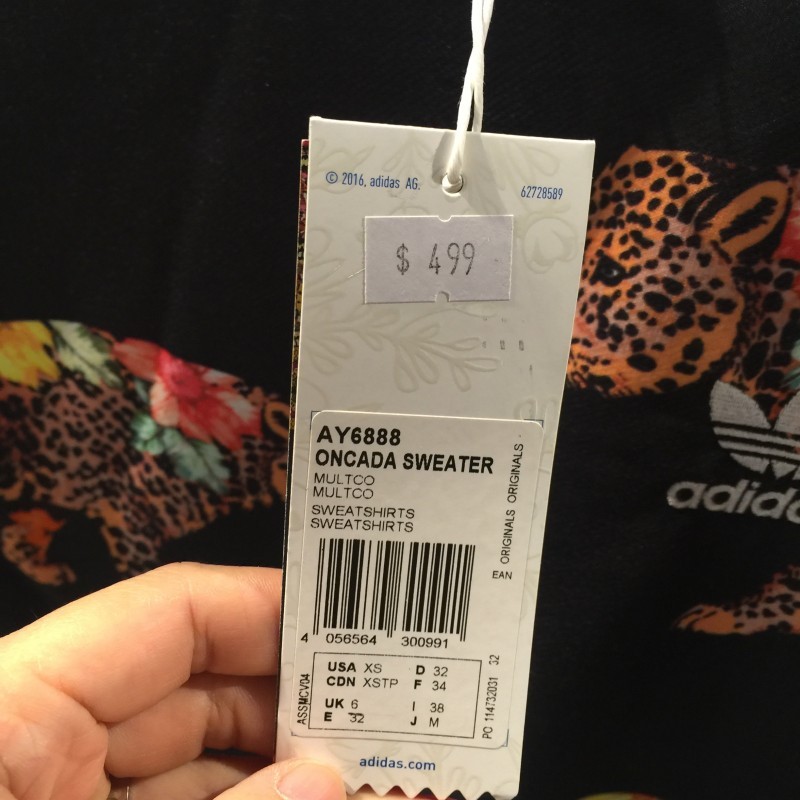 © 2016, adidas AG.
62728589
$ 499
AY6888
ONCADA SWEATER
MULTCO
MULTCO
SWEATSHIRTS
SWEATSHIRTS
ORIGINALS ORIGINALS
EAN
4 056564 300991
USA XS D 32
CDN XSTP F 34
UK 6 I 38
E 32 J M
ASSMCV04
PO 114732031 32
adidas.com